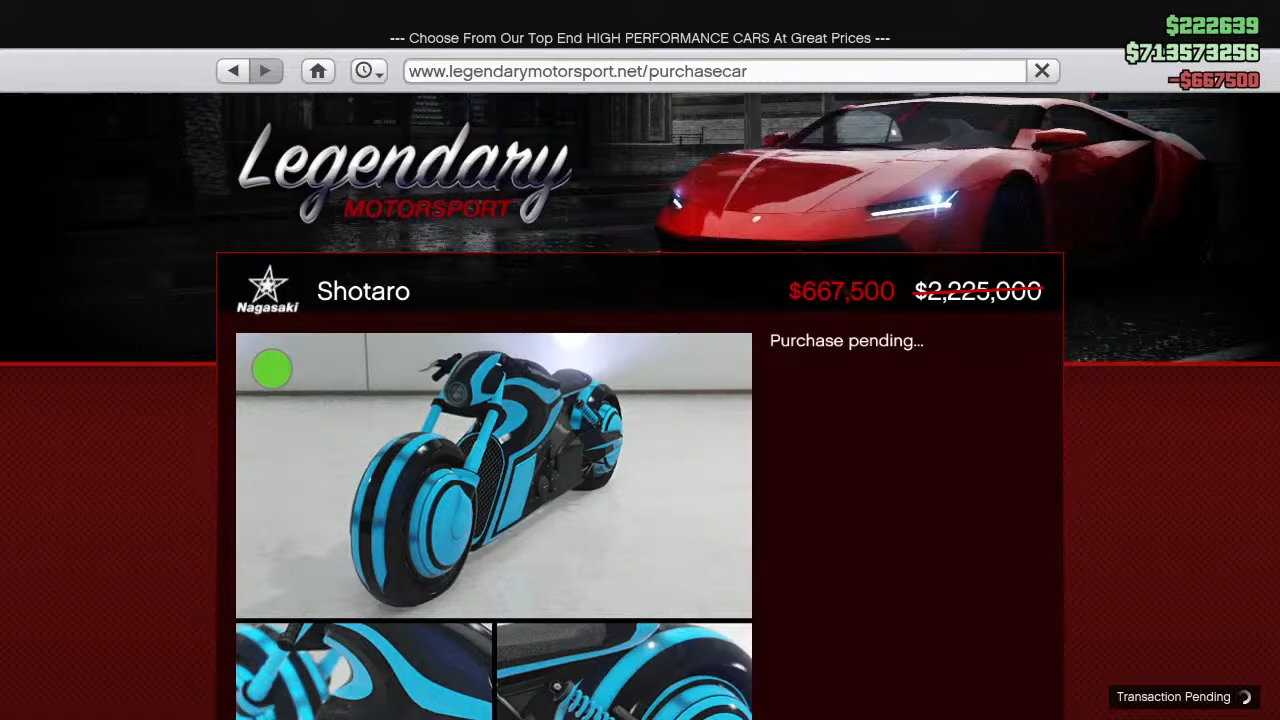 $222639
--- Choose From Our Top End HIGH PERFORMANCE CARS At Great Prices ---
$713573256
www.legendarymotorsport.net/purchasecar
-$667500
Legendary
MOTORSPORT
Nagasaki
Shotaro
$667,500 $2,225,000
Purchase pending...
Transaction Pending